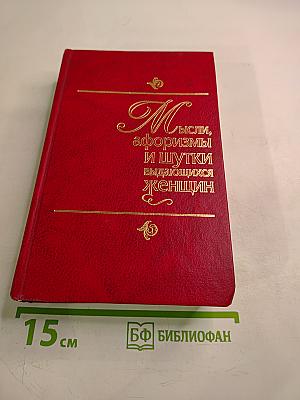 Мысли,
афоризмы
и шутки
выдающихся
женщин
15 см
БФ БИБЛИОФАН